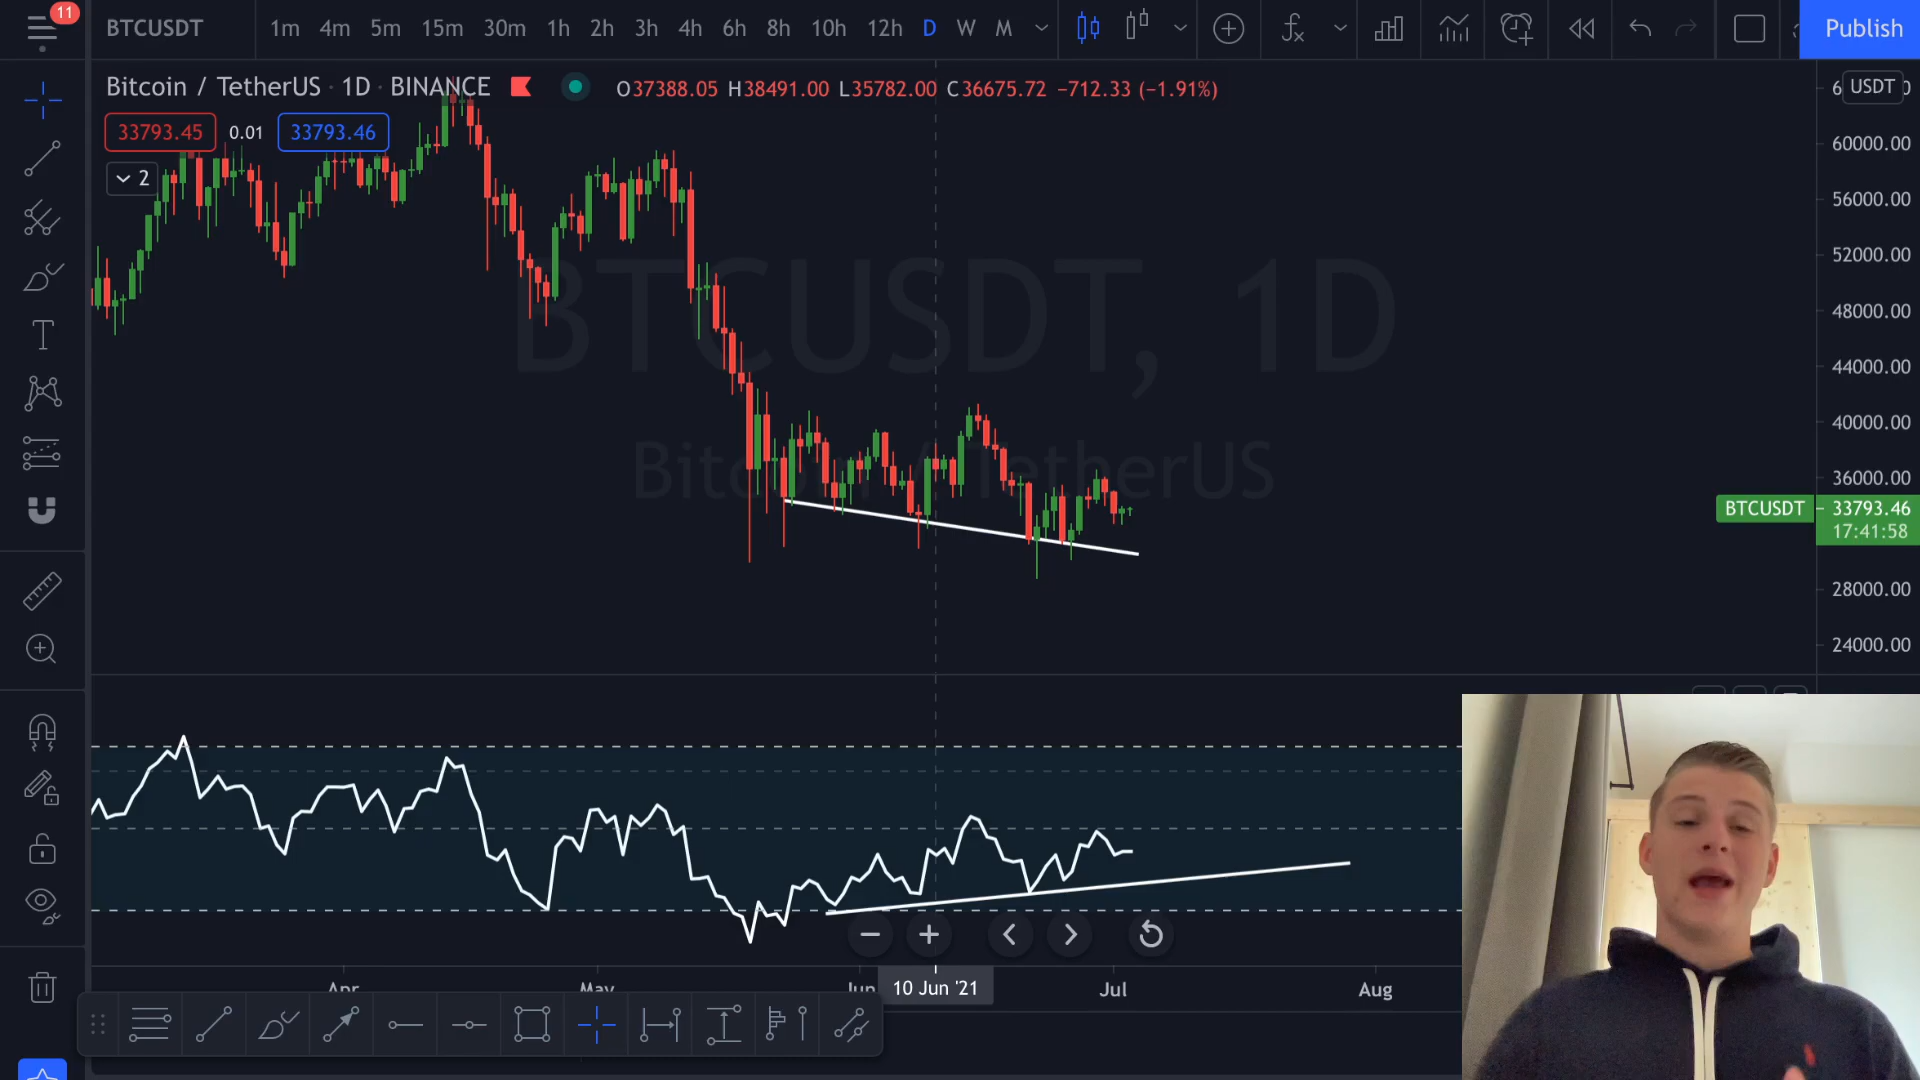 11
BTCUSDT
1m 4m 5m 15m 30m 1h 2h 3h 4h 6h 8h 10h 12h D W M
Publish
Bitcoin / TetherUS · 1D · BINANCE
O37388.05 H38491.00 L35782.00 C36675.72 −712.33 (−1.91%)
USDT
33793.45 0.01 33793.46
2
60000.00
56000.00
52000.00
48000.00
44000.00
40000.00
36000.00
BTCUSDT 33793.46
17:41:58
28000.00
24000.00
BTCUSDT, 1D
Bitcoin / TetherUS
Apr May Jun 10 Jun '21 Jul Aug